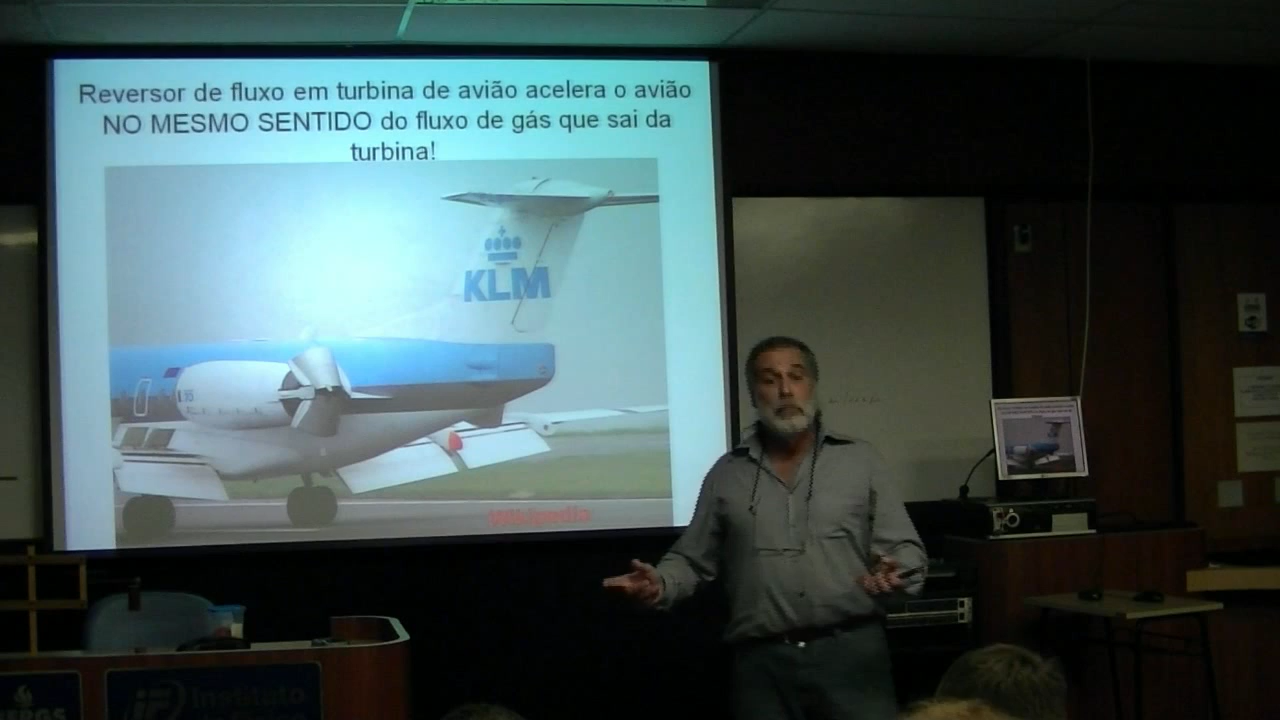 Reversor de fluxo em turbina de avião acelera o avião
NO MESMO SENTIDO do fluxo de gás que sai da
turbina!
KLM
Wikipedia
Instituto